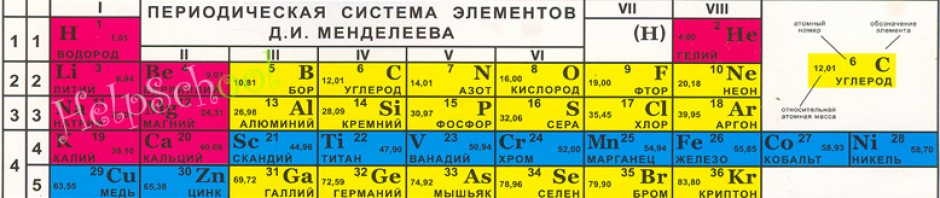 I ПЕРИОДИЧЕСКАЯ СИСТЕМА ЭЛЕМЕНТОВ VII VIII
Д.И. МЕНДЕЛЕЕВА
II III IV V VI
1 1 H 1 1,01 ВОДОРОД (H) 2 He 4,00 ГЕЛИЙ
атомный номер обозначение элемента
12,01 6 C УГЛЕРОД
относительная атомная масса
2 2 Li 3 6,94 ЛИТИЙ Be 4 9,01 5 B 10,81 БОР 6 C 12,01 УГЛЕРОД 7 N 14,01 АЗОТ 8 O 16,00 КИСЛОРОД 9 F 19,00 ФТОР 10 Ne 20,18 НЕОН
3 3 Mg 24,31 МАГНИЙ 13 Al 26,98 АЛЮМИНИЙ 14 Si 28,09 КРЕМНИЙ 15 P 30,97 ФОСФОР 16 S 32,06 СЕРА 17 Cl 35,45 ХЛОР 18 Ar 39,95 АРГОН
4 4 K 19 39,10 КАЛИЙ Ca 20 40,08 КАЛЬЦИЙ Sc 21 44,96 СКАНДИЙ Ti 22 47,90 ТИТАН V 23 50,94 ВАНАДИЙ Cr 24 52,00 ХРОМ Mn 25 54,94 МАРГАНЕЦ Fe 26 55,85 ЖЕЛЕЗО Co 27 58,93 КОБАЛЬТ Ni 28 58,70 НИКЕЛЬ
5 29 Cu 63,55 МЕДЬ 30 Zn 65,38 ЦИНК 31 Ga 69,72 ГАЛЛИЙ 32 Ge 72,59 ГЕРМАНИЙ 33 As 74,92 МЫШЬЯК 34 Se 78,96 СЕЛЕН 35 Br 79,90 БРОМ 36 Kr 83,80 КРИПТОН
HelpSchool